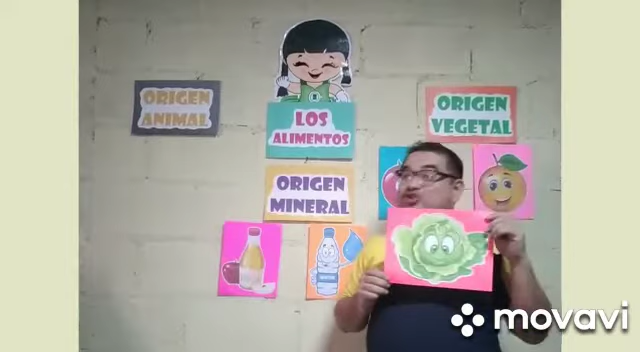 ORIGEN
ANIMAL
LOS
ALIMENTOS
ORIGEN
VEGETAL
ORIGEN
MINERAL
movavi